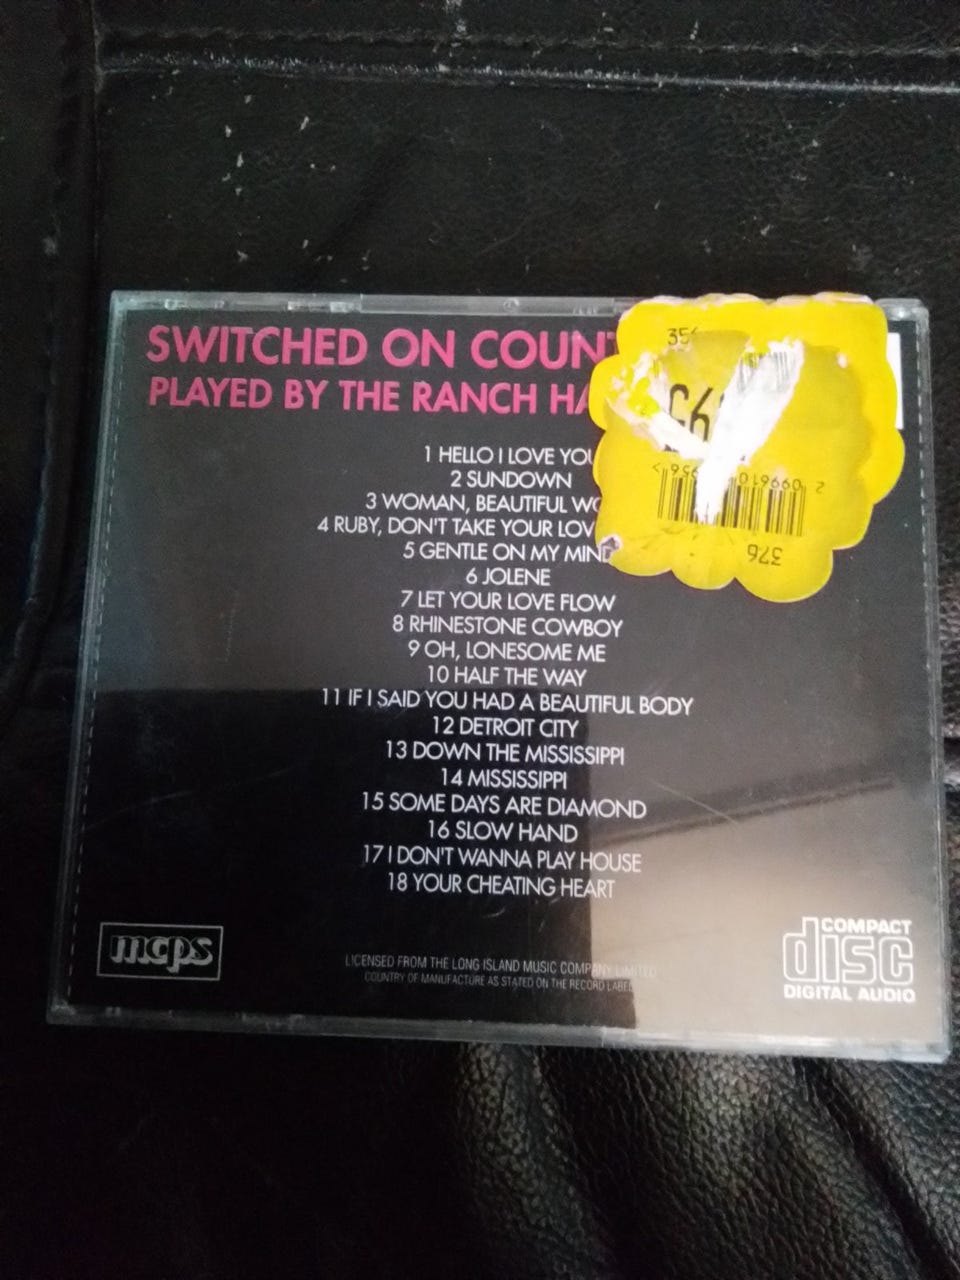 SWITCHED ON COUNT
PLAYED BY THE RANCH HA
1 HELLO I LOVE YOU
2 SUNDOWN
3 WOMAN, BEAUTIFUL WO
4 RUBY, DON'T TAKE YOUR LOV
5 GENTLE ON MY MIND
6 JOLENE
7 LET YOUR LOVE FLOW
8 RHINESTONE COWBOY
9 OH, LONESOME ME
10 HALF THE WAY
11 IF I SAID YOU HAD A BEAUTIFUL BODY
12 DETROIT CITY
13 DOWN THE MISSISSIPPI
14 MISSISSIPPI
15 SOME DAYS ARE DIAMOND
16 SLOW HAND
17 I DON'T WANNA PLAY HOUSE
18 YOUR CHEATING HEART
mcps
LICENSED FROM THE LONG ISLAND MUSIC COMPANY LIMITED
COUNTRY OF MANUFACTURE AS STATED ON THE RECORD LABEL
COMPACT
disc
DIGITAL AUDIO
376